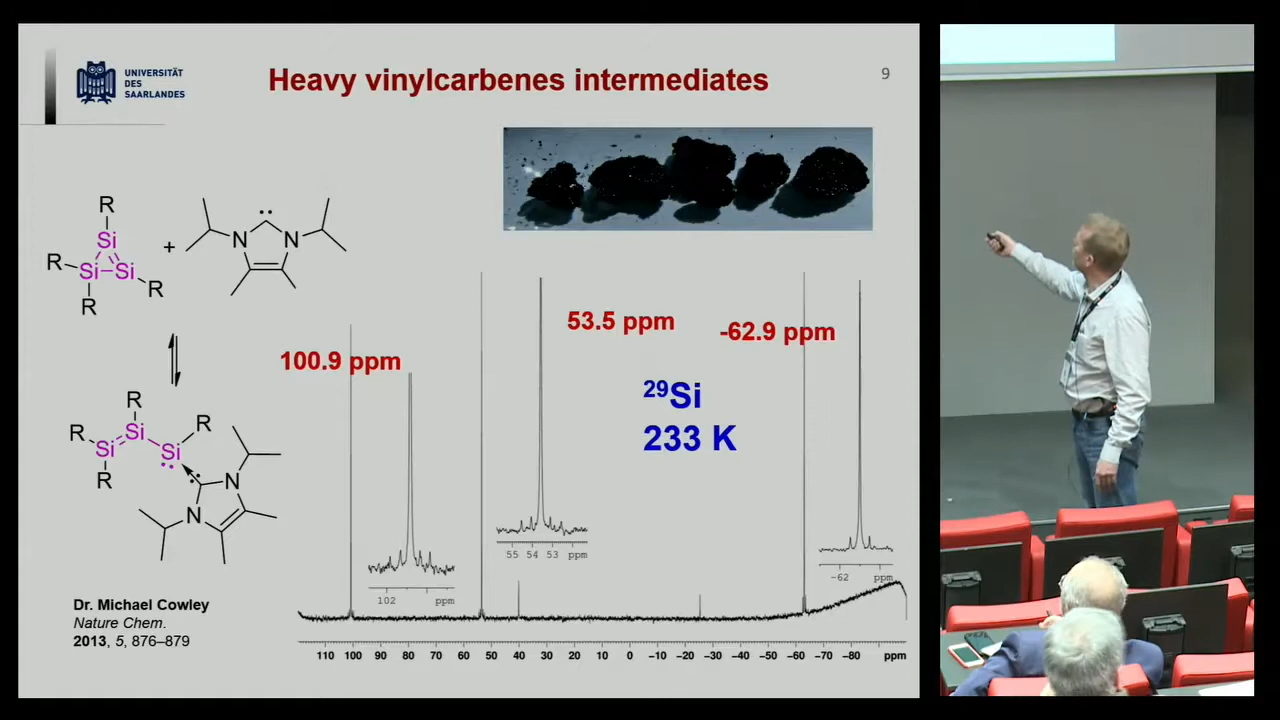 UNIVERSITÄT
DES
SAARLANDES
Heavy vinylcarbenes intermediates
9
R
Si
R
Si
Si
R
R
+
N
N
100.9 ppm
53.5 ppm
-62.9 ppm
29Si
233 K
R
R
Si
Si
R
R
Si
N
N
102
ppm
55 54 53 ppm
-62
ppm
Dr. Michael Cowley
Nature Chem.
2013, 5, 876–879
110 100 90 80 70 60 50 40 30 20 10 0 -10 -20 -30 -40 -50 -60 -70 -80 ppm